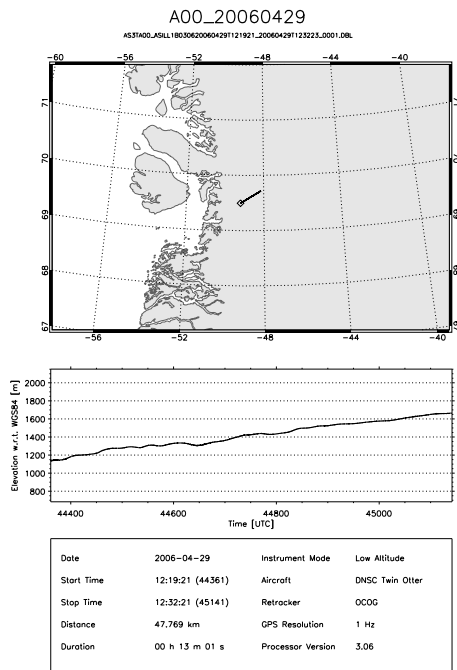 A00_20060429
AS3TA00_ASILL1B030620060429T121921_20060429T123223_0001.DBL
-60 -56 -52 -50 -48 -44 -40
71
70
69
68
67
-56 -52 -48 -44 -40
Elevation w.r.t. WGS84 [m]
2000
1800
1600
1400
1200
1000
800
44400 44600 44800 45000
Time [UTC]
Date 2006-04-29 Instrument Mode Low Altitude
Start Time 12:19:21 (44361) Aircraft DNSC Twin Otter
Stop Time 12:32:21 (45141) Retracker OCOG
Distance 47.769 km GPS Resolution 1 Hz
Duration 00 h 13 m 01 s Processor Version 3.06